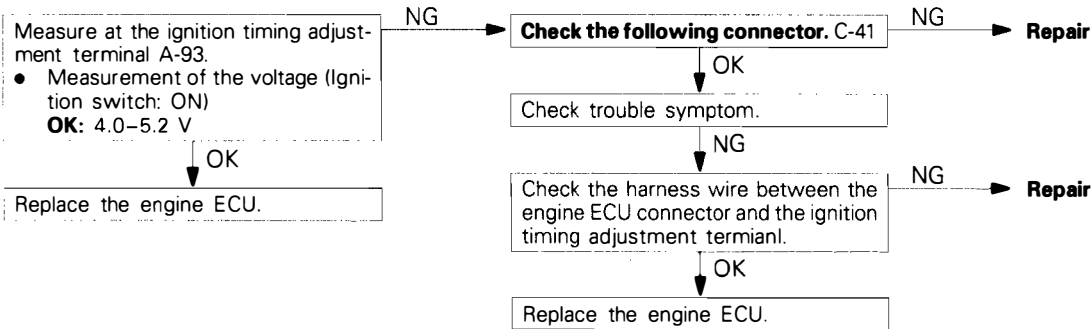 Measure at the ignition timing adjust-
ment terminal A-93.
● Measurement of the voltage (Igni-
tion switch: ON)
OK: 4.0–5.2 V
OK
Replace the engine ECU.
NG
Check the following connector. C-41
NG
Repair
OK
Check trouble symptom.
NG
Check the harness wire between the
engine ECU connector and the ignition
timing adjustment termianl.
NG
Repair
OK
Replace the engine ECU.